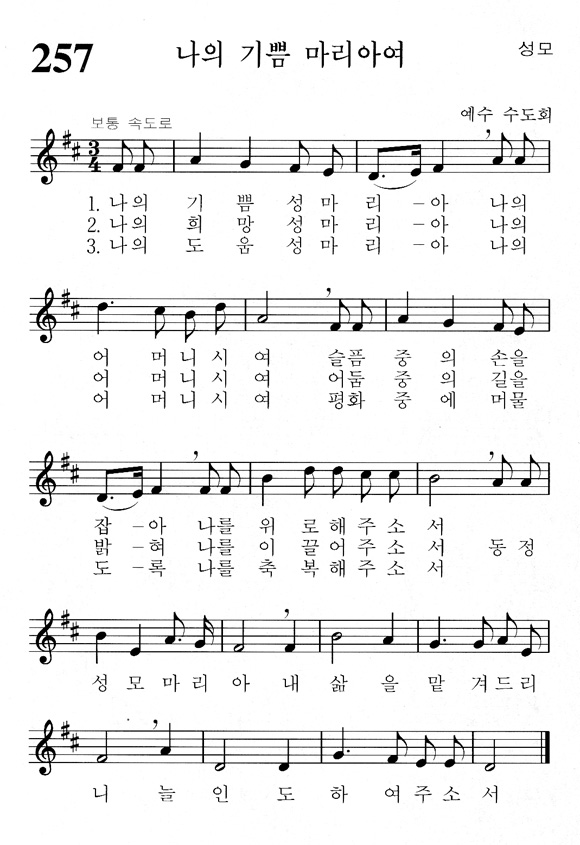 257 나의 기쁨 마리아여 성모
예수 수도회
보통 속도로
3
4
1. 나의 기 쁨 성 마 리 – 아 나의
2. 나의 희 망 성 마 리 – 아 나의
3. 나의 도 움 성 마 리 – 아 나의
어 머 니 시 여 슬픔 중 의 손을
어 머 니 시 여 어둠 중 의 길을
어 머 니 시 여 평화 중 에 머물
잡 – 아 나를 위 로 해 주 소 서
밝 – 혀 나를 이 끌 어 주 소 서 동 정
도 – 록 나를 축 복 해 주 소 서
성 모 마 리 아 내 삶 을 맡 겨 드 리
니 늘 인 도 하 여 주 소 서